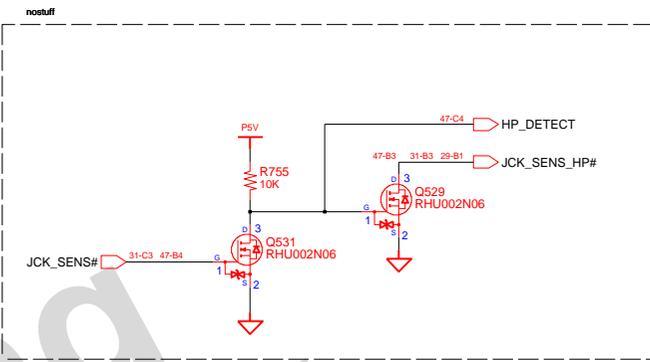 nostuff
47-C4
HP_DETECT
P5V
47-B3 31-B3 29-B1
JCK_SENS_HP#
R755
10K
D 3
Q529
RHU002N06
G
1
S 2
D 3
Q531
RHU002N06
JCK_SENS#
31-C3 47-B4
G
1
S 2